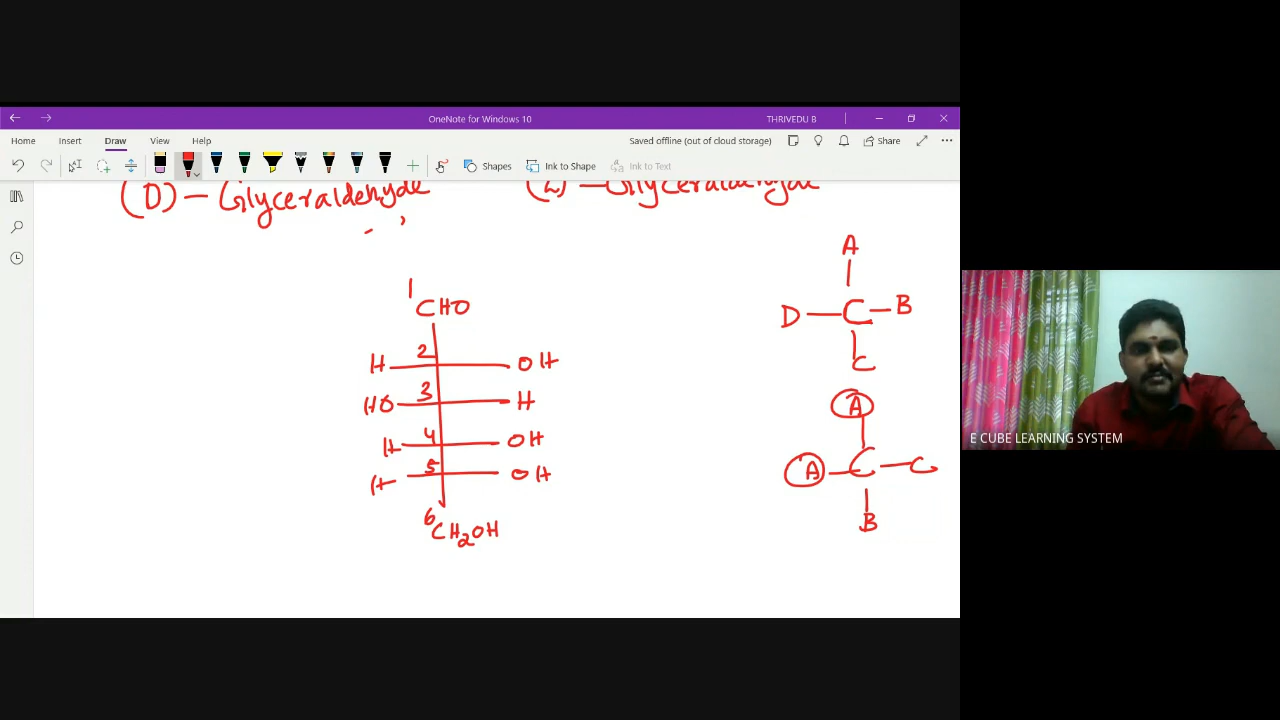 OneNote for Windows 10
THRIVEDU B
Home Insert Draw View Help
Saved offline (out of cloud storage)
Share
Shapes
Ink to Shape
Ink to Text
(D) - Glyceraldehyde
(L) - Glyceraldehyde
1
CHO
H 2 OH
HO 3 H
H 4 OH
H 5 OH
6
CH2OH
A
D C B
C
A
A C C
B
E CUBE LEARNING SYSTEM